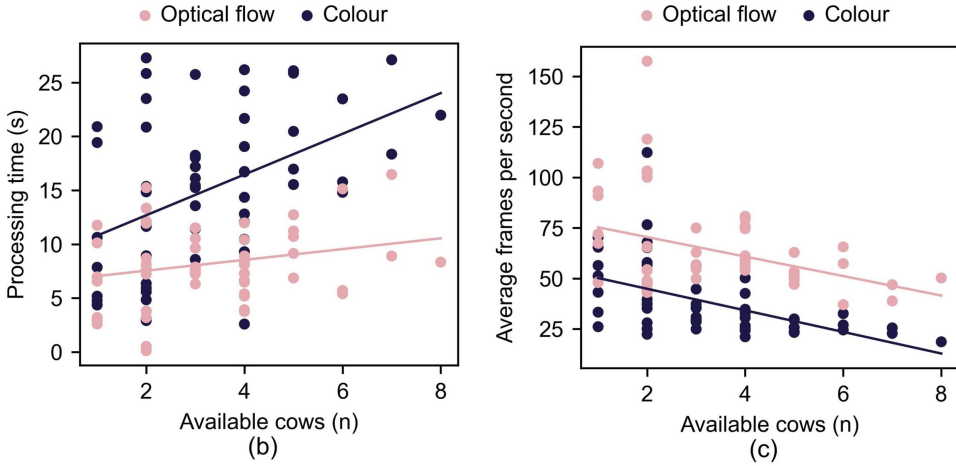 Optical flow Colour
Processing time (s)
25
20
15
10
5
0
2 4 6 8
Available cows (n)
(b)
Optical flow Colour
Average frames per second
150
125
100
75
50
25
2 4 6 8
Available cows (n)
(c)